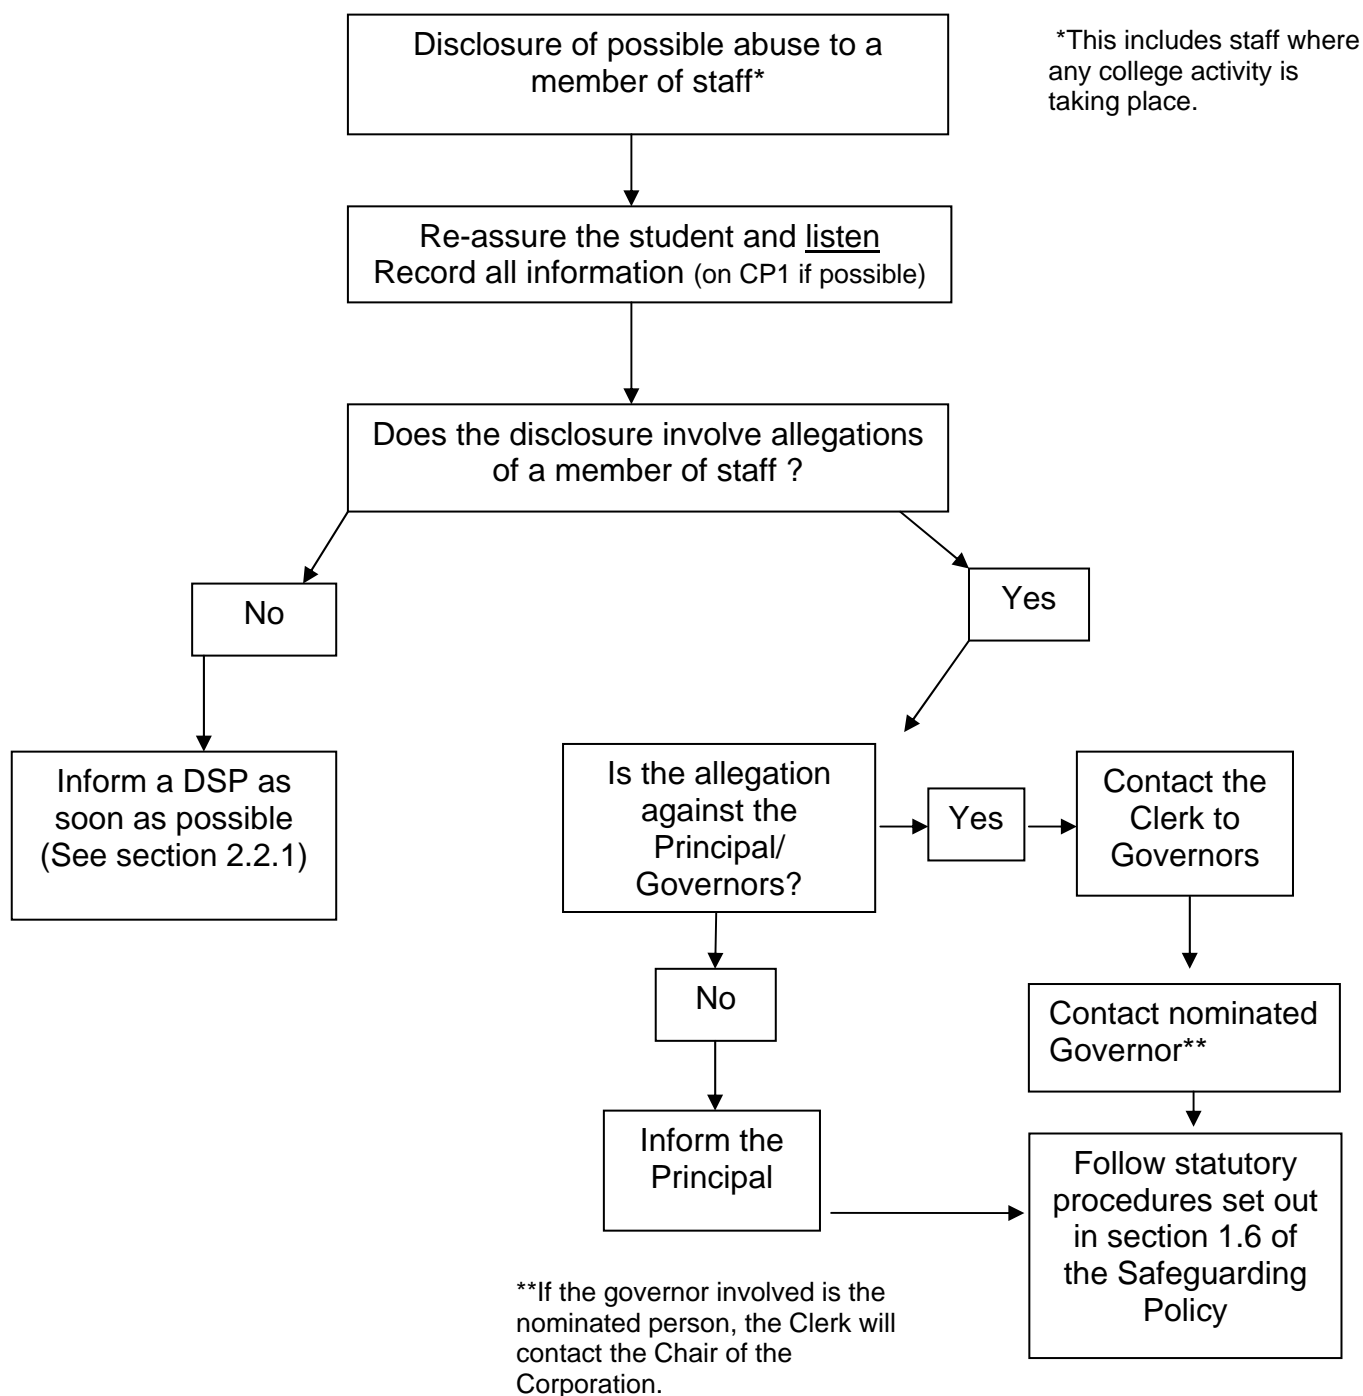 Disclosure of possible abuse to a
member of staff*
*This includes staff where
any college activity is
taking place.
Re-assure the student and listen
Record all information (on CP1 if possible)
Does the disclosure involve allegations
of a member of staff ?
No
Yes
Inform a DSP as
soon as possible
(See section 2.2.1)
Is the allegation
against the
Principal/
Governors?
Yes
Contact the
Clerk to
Governors
No
Contact nominated
Governor**
Inform the
Principal
Follow statutory
procedures set out
in section 1.6 of
the Safeguarding
Policy
**If the governor involved is the
nominated person, the Clerk will
contact the Chair of the
Corporation.